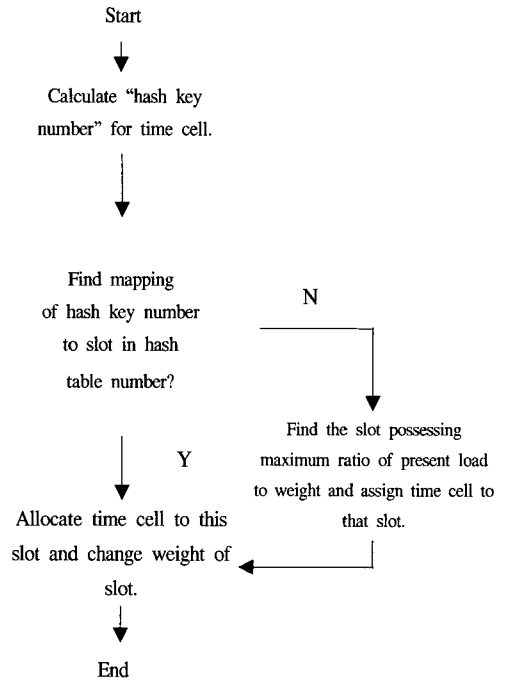 Start
Calculate “hash key
number” for time cell.
Find mapping
of hash key number
to slot in hash
table number?
N
Find the slot possessing
maximum ratio of present load
to weight and assign time cell to
that slot.
Y
Allocate time cell to this
slot and change weight of
slot.
End